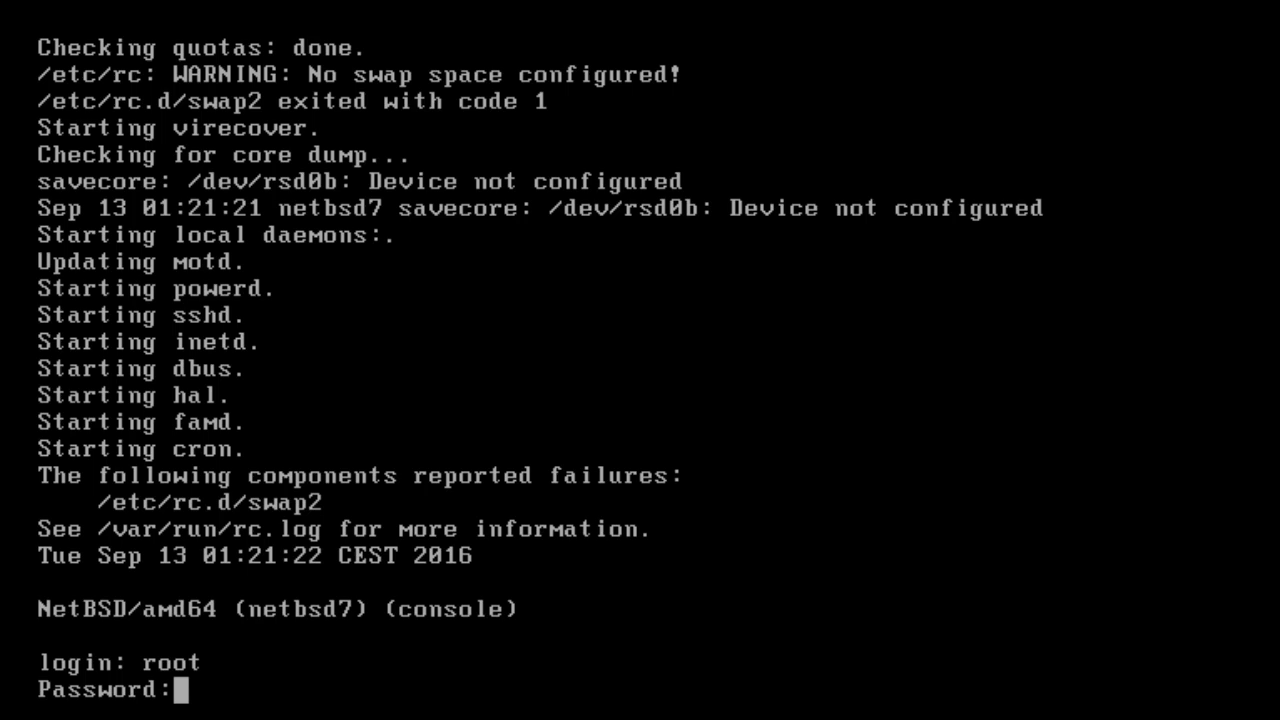 Checking quotas: done.
/etc/rc: WARNING: No swap space configured!
/etc/rc.d/swap2 exited with code 1
Starting virecover.
Checking for core dump...
savecore: /dev/rsd0b: Device not configured
Sep 13 01:21:21 netbsd7 savecore: /dev/rsd0b: Device not configured
Starting local daemons:.
Updating motd.
Starting powerd.
Starting sshd.
Starting inetd.
Starting dbus.
Starting hal.
Starting famd.
Starting cron.
The following components reported failures:
    /etc/rc.d/swap2
See /var/run/rc.log for more information.
Tue Sep 13 01:21:22 CEST 2016

NetBSD/amd64 (netbsd7) (console)

login: root
Password: